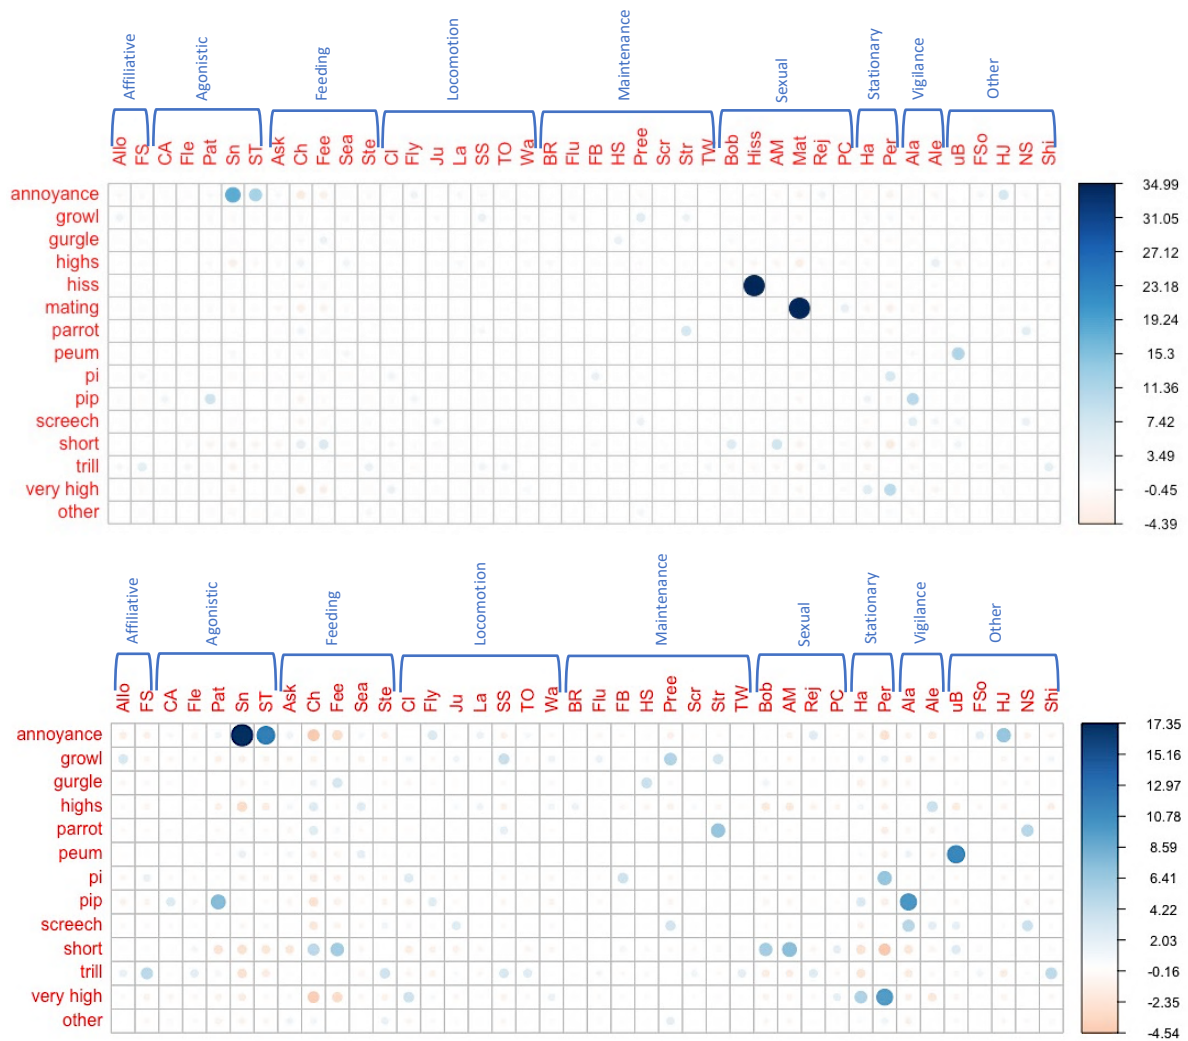 Affiliative Agonistic Feeding Locomotion Maintenance Sexual Stationary Vigilance Other
Allo FS CA Fle Pat Sn ST Ask Ch Fee Sea Ste Cl Fly Ju La SS TO Wa BR Flu FB HS Pree Scr Str TW Bob Hiss AM Mat Rej PC Ha Per Ala Ale uB FSo HJ NS Shi
annoyance 34.99
growl 31.05
gurgle 27.12
highs 23.18
hiss 19.24
mating 15.3
parrot 11.36
peum 7.42
pi 3.49
pip -0.45
screech -4.39
short
trill
very high
other
Affiliative Agonistic Feeding Locomotion Maintenance Sexual Stationary Vigilance Other
Allo FS CA Fle Pat Sn ST Ask Ch Fee Sea Ste Cl Fly Ju La SS TO Wa BR Flu FB HS Pree Scr Str TW Bob AM Rej PC Ha Per Ala Ale uB FSo HJ NS Shi
annoyance 17.35
growl 15.16
gurgle 12.97
highs 10.78
parrot 8.59
peum 6.41
pi 4.22
pip 2.03
screech -0.16
short -2.35
trill -4.54
very high
other